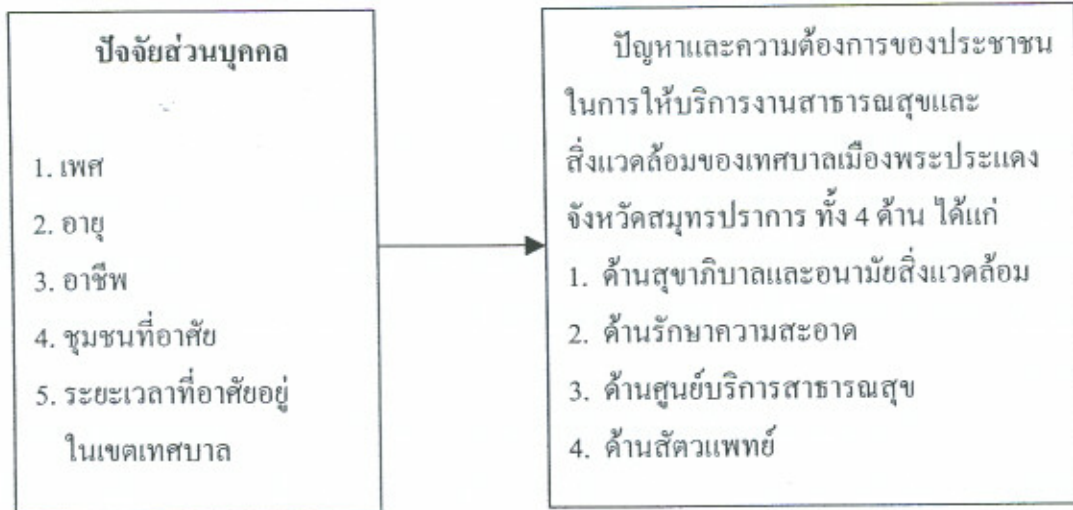 ปัจจัยส่วนบุคคล
1. เพศ
2. อายุ
3. อาชีพ
4. ชุมชนที่อาศัย
5. ระยะเวลาที่อาศัยอยู่
ในเขตเทศบาล
ปัญหาและความต้องการของประชาชน
ในการให้บริการงานสาธารณสุขและ
สิ่งแวดล้อมของเทศบาลเมืองพระประแดง
จังหวัดสมุทรปราการ ทั้ง 4 ด้าน ได้แก่
1. ด้านสุขาภิบาลและอนามัยสิ่งแวดล้อม
2. ด้านรักษาความสะอาด
3. ด้านศูนย์บริการสาธารณสุข
4. ด้านสัตวแพทย์